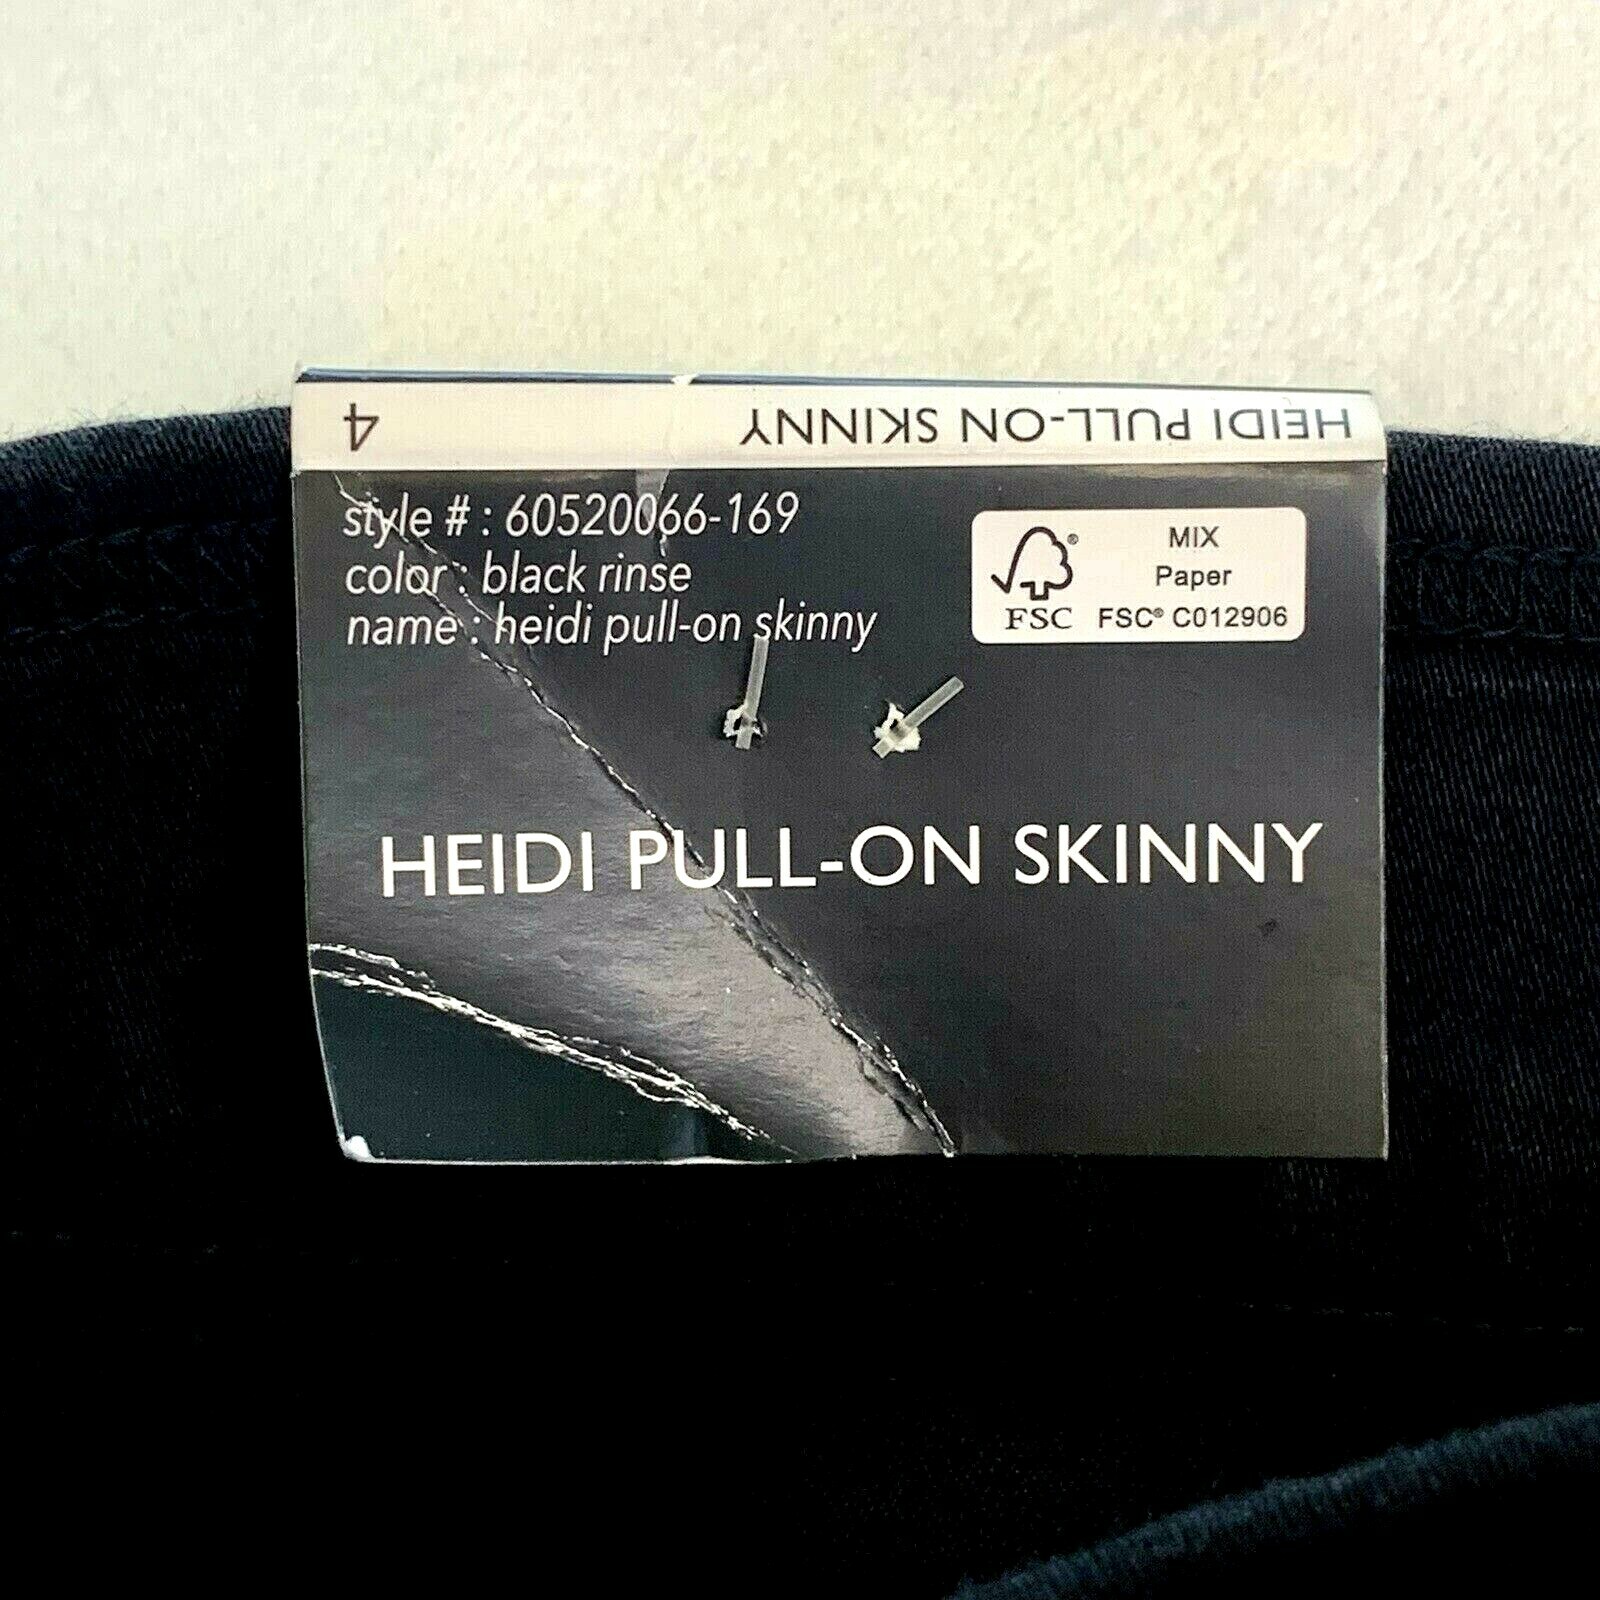 HEIDI PULL-ON SKINNY 4
style # : 60520066-169
color : black rinse
name : heidi pull-on skinny
FSC ®
MIX
Paper
FSC® C012906
HEIDI PULL-ON SKINNY